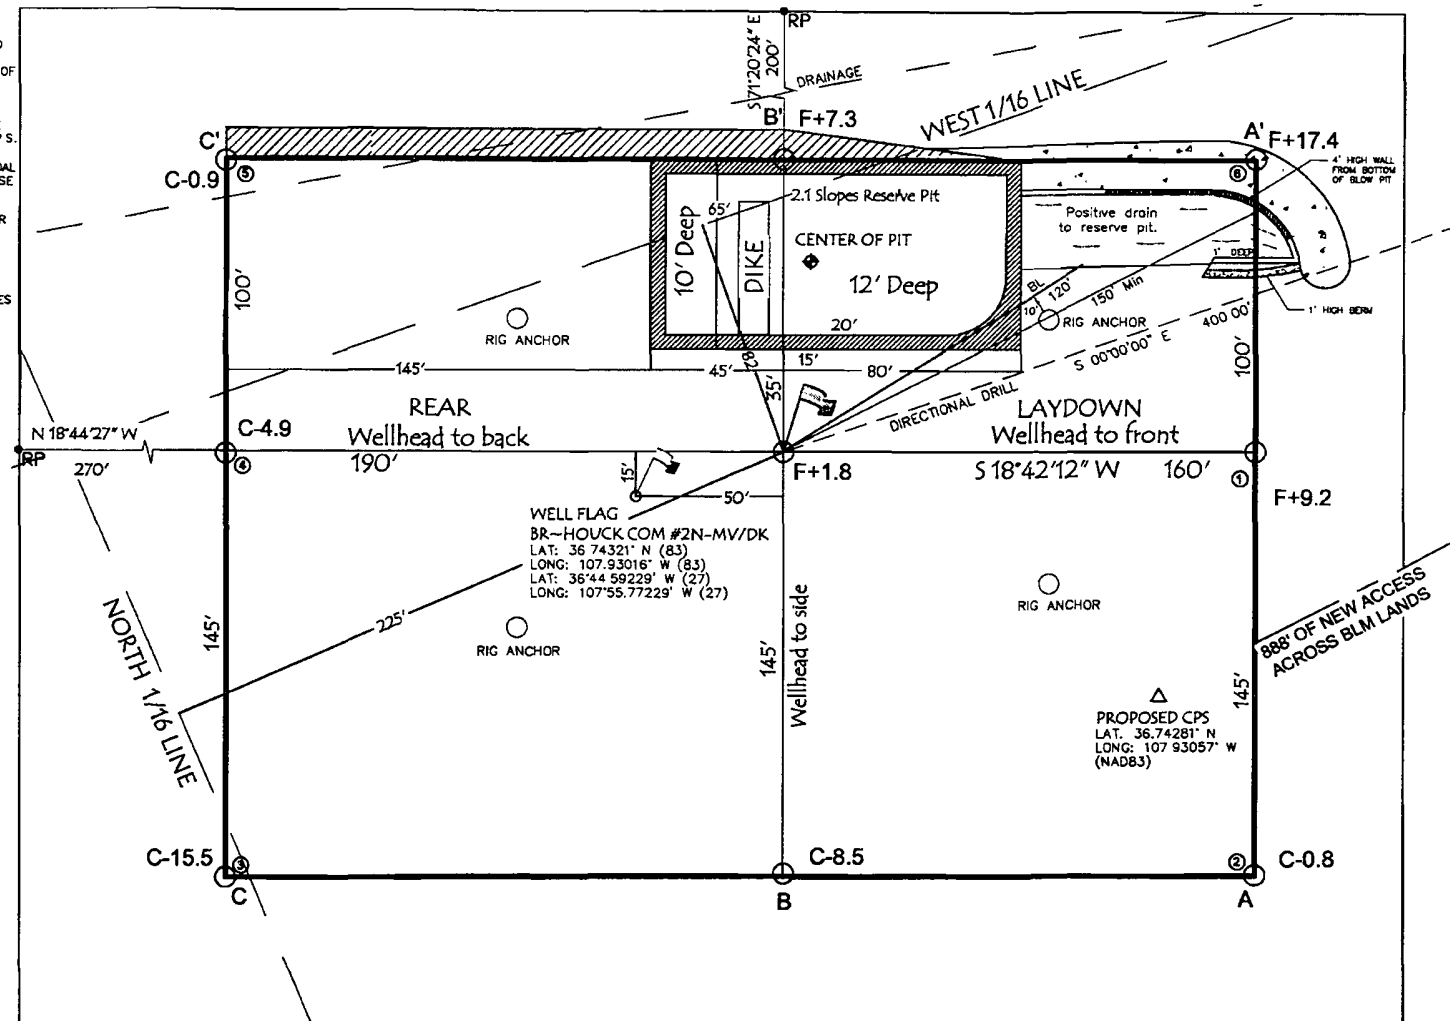 OF
S.
SE
R
ES
RP
S 71°20'24" E
200'
DRAINAGE
WEST 1/16 LINE
B'
F+7.3
C'
C-0.9
⑤
A'
F+17.4
⑥
4' HIGH WALL
FROM BOTTOM
OF BLOW PIT
2.1 Slopes Reserve Pit
65'
10' Deep
DIKE
CENTER OF PIT
12' Deep
20'
Positive drain
to reserve pit.
1' DEEP
1' HIGH BERM
BL
120'
10'
150' Min
400 00'
RIG ANCHOR
S 00°00'00" E
DIRECTIONAL DRILL
100'
RIG ANCHOR
100'
145'
45'
15'
80'
82'
35'
REAR
Wellhead to back
190'
LAYDOWN
Wellhead to front
S 18°42'12" W 160'
N 18°44'27" W
RP
270'
C-4.9
④
F+1.8
①
F+9.2
15'
50'
WELL FLAG
BR~HOUCK COM #2N-MV/DK
LAT: 36 74321° N (83)
LONG: 107.93016° W (83)
LAT: 36°44 59229' W (27)
LONG: 107°55.77229' W (27)
225'
RIG ANCHOR
RIG ANCHOR
NORTH 1/16 LINE
145'
145'
Wellhead to side
145'
888' OF NEW ACCESS
ACROSS BLM LANDS
PROPOSED CPS
LAT. 36.74281° N
LONG: 107 93057° W
(NAD83)
C-15.5
③
C
C-8.5
B
②
C-0.8
A